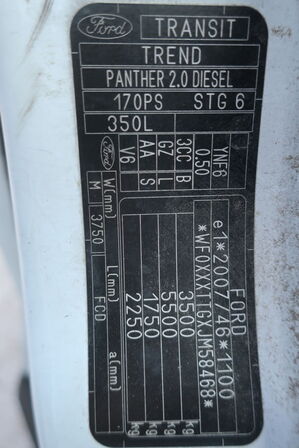 Ford
TRANSIT
TREND
PANTHER 2.0 DIESEL
170PS STG 6
350L
FORD
e1*2007/46*1100
*WF0XXXTTGXJM58468*
3500 kg
5500 kg
1750 kg
2250 kg
Ford
YNF6
0.50
B
GZ L
AA S
V6
W(mm) L(mm) a(mm)
M 3750 FCD